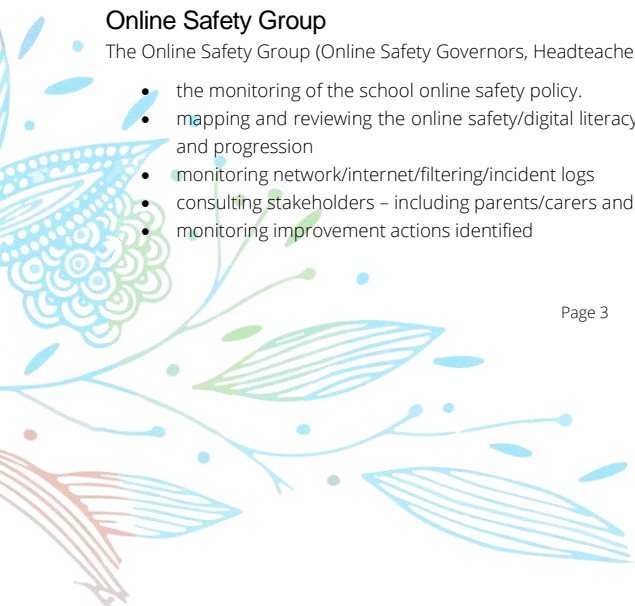 Online Safety Group
The Online Safety Group (Online Safety Governors, Headteache
• the monitoring of the school online safety policy.
• mapping and reviewing the online safety/digital literacy
and progression
• monitoring network/internet/filtering/incident logs
• consulting stakeholders – including parents/carers and
• monitoring improvement actions identified
Page 3